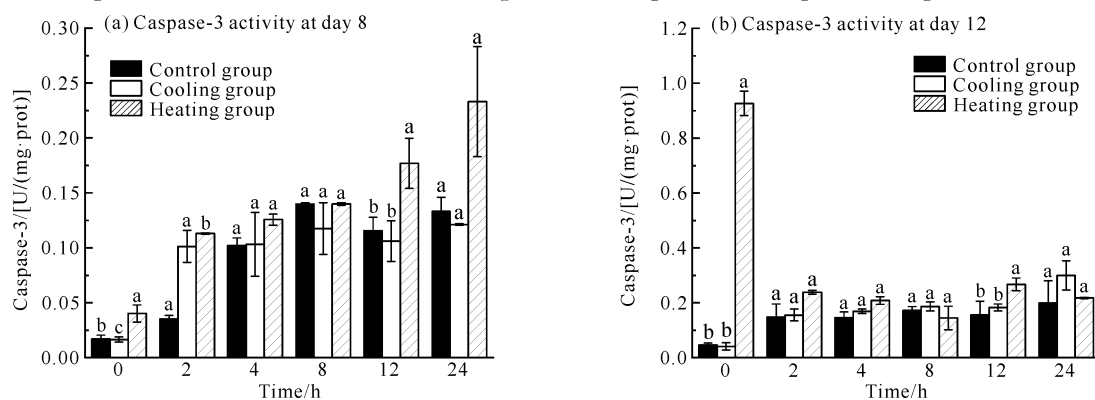 (a) Caspase-3 activity at day 8
Caspase-3/[U/(mg·prot)]
0.30
0.25
0.20
0.15
0.10
0.05
0.00
Control group
Cooling group
Heating group
b c a
a a b
a a a
a a a
b b a
a a a
0 2 4 8 12 24
Time/h
(b) Caspase-3 activity at day 12
Caspase-3/[U/(mg·prot)]
1.2
1.0
0.8
0.6
0.4
0.2
0.0
Control group
Cooling group
Heating group
b b a
a a a
a a a
a a a
b b a
a a a
0 2 4 8 12 24
Time/h